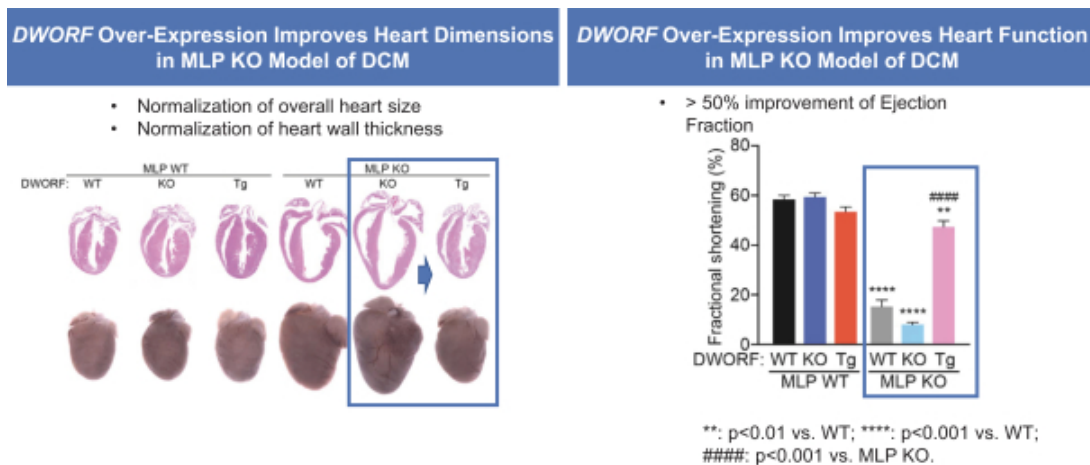 DWORF Over-Expression Improves Heart Dimensions
in MLP KO Model of DCM
• Normalization of overall heart size
• Normalization of heart wall thickness
MLP WT MLP KO
DWORF: WT KO Tg WT KO Tg
DWORF Over-Expression Improves Heart Function
in MLP KO Model of DCM
• > 50% improvement of Ejection
Fraction
Fractional shortening (%)
80
60
40
20
0
####
**
****
****
DWORF: WT KO Tg WT KO Tg
MLP WT MLP KO
**: p<0.01 vs. WT; ****: p<0.001 vs. WT;
####: p<0.001 vs. MLP KO.